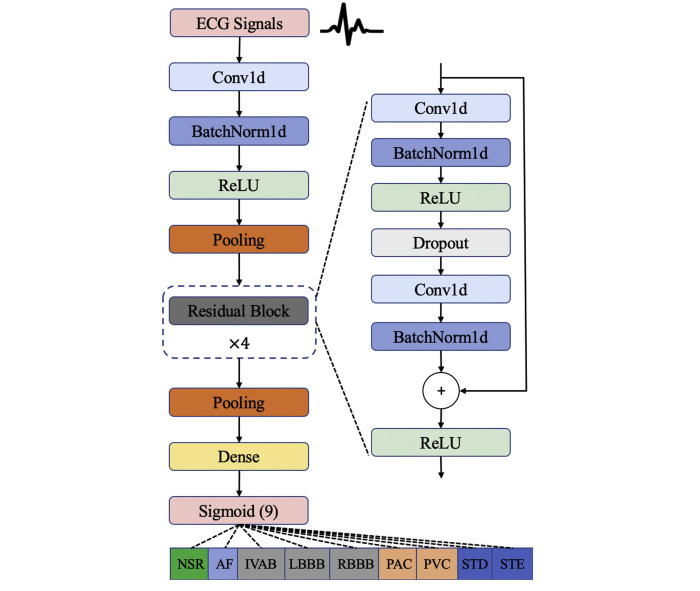 ECG Signals
Conv1d
BatchNorm1d
ReLU
Pooling
Residual Block
×4
Pooling
Dense
Sigmoid (9)
NSR AF IVAB LBBB RBBB PAC PVC STD STE
Conv1d
BatchNorm1d
ReLU
Dropout
Conv1d
BatchNorm1d
+
ReLU